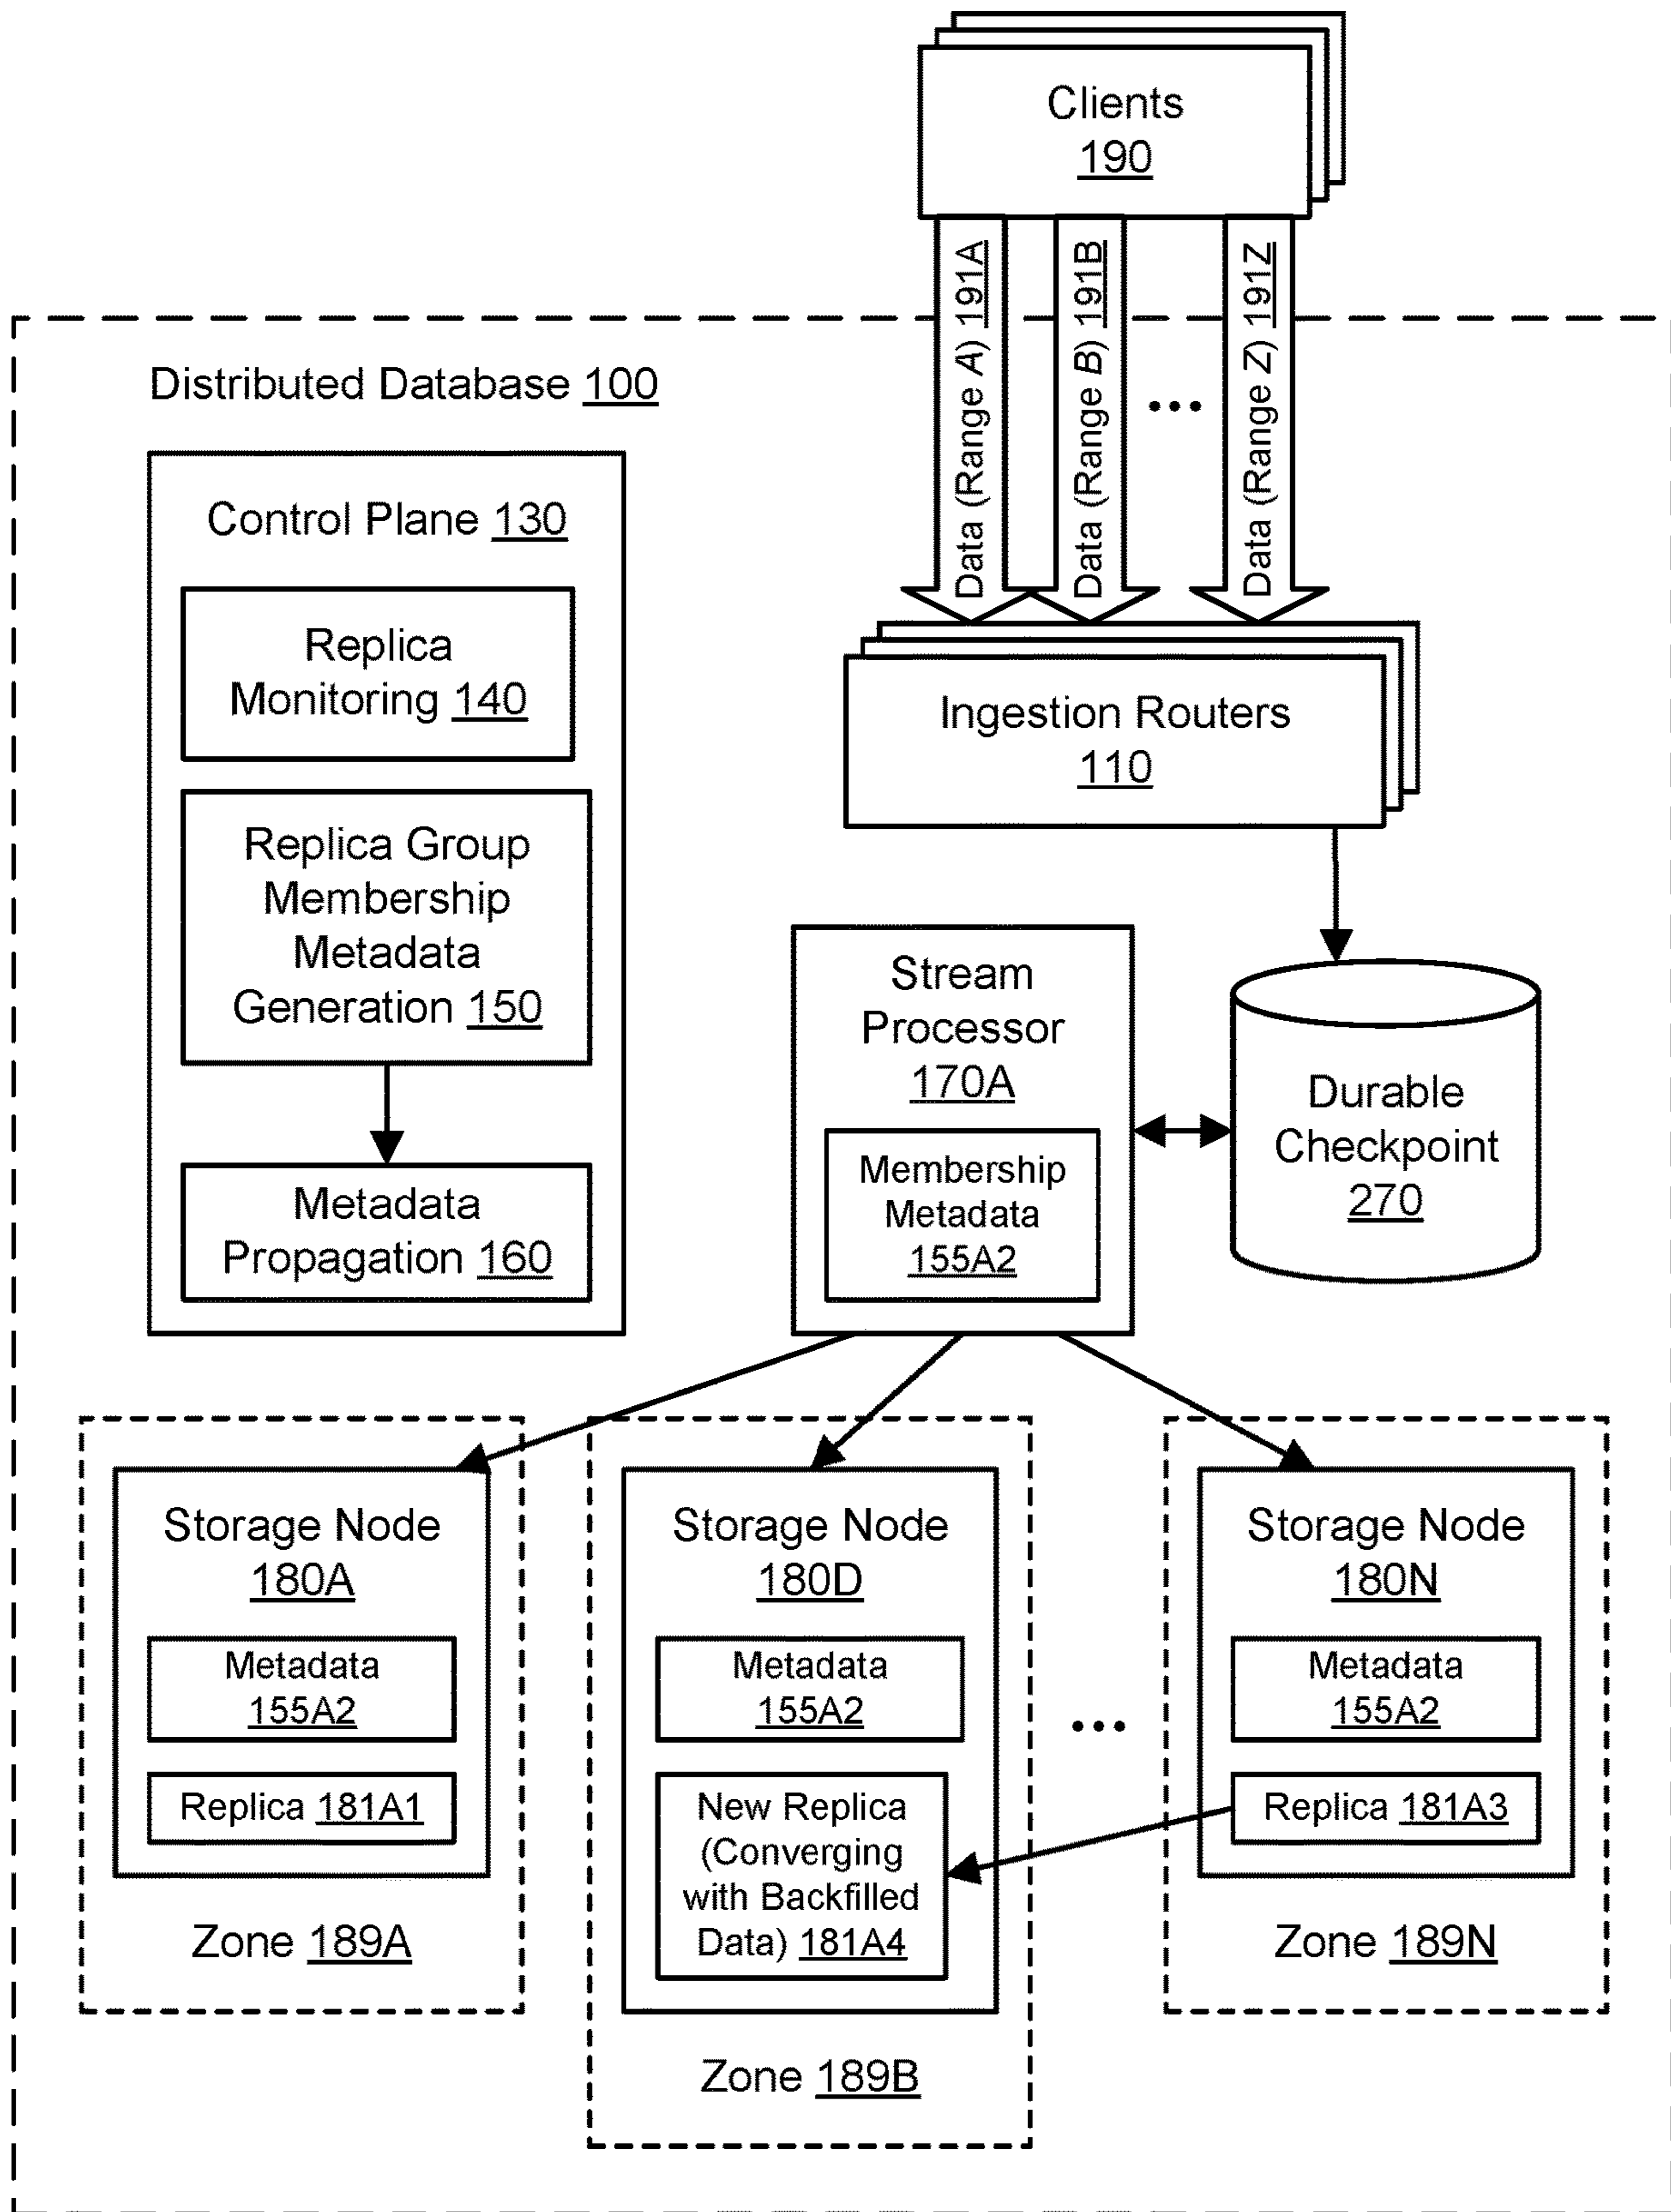 Clients
190
Data (Range A) 191A
Data (Range B) 191B
...
Data (Range Z) 191Z
Distributed Database 100
Control Plane 130
Replica
Monitoring 140
Replica Group
Membership
Metadata
Generation 150
Metadata
Propagation 160
Ingestion Routers
110
Stream
Processor
170A
Membership
Metadata
155A2
Durable
Checkpoint
270
Storage Node
180A
Metadata
155A2
Replica 181A1
Zone 189A
Storage Node
180D
Metadata
155A2
New Replica
(Converging
with Backfilled
Data) 181A4
Zone 189B
...
Storage Node
180N
Metadata
155A2
Replica 181A3
Zone 189N